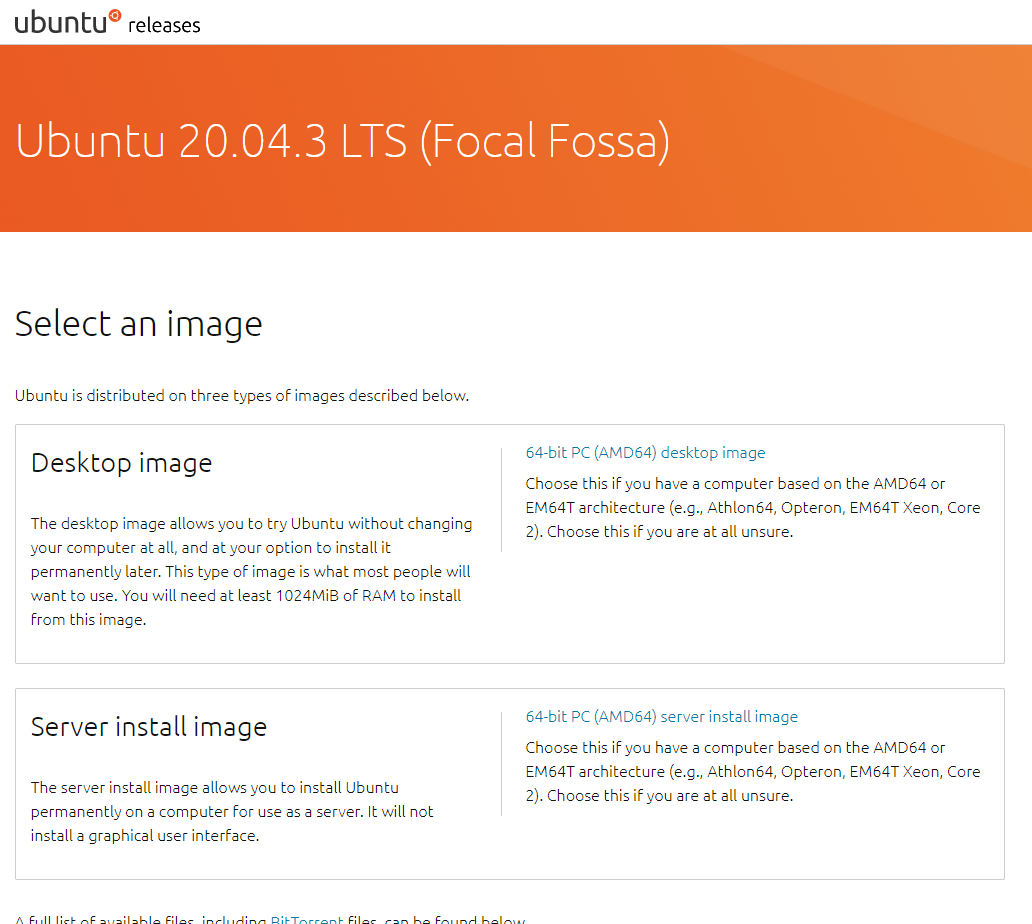 ubuntu releases
Ubuntu 20.04.3 LTS (Focal Fossa)
Select an image
Ubuntu is distributed on three types of images described below.
Desktop image
The desktop image allows you to try Ubuntu without changing
your computer at all, and at your option to install it
permanently later. This type of image is what most people will
want to use. You will need at least 1024MiB of RAM to install
from this image.
64-bit PC (AMD64) desktop image
Choose this if you have a computer based on the AMD64 or
EM64T architecture (e.g., Athlon64, Opteron, EM64T Xeon, Core
2). Choose this if you are at all unsure.
Server install image
The server install image allows you to install Ubuntu
permanently on a computer for use as a server. It will not
install a graphical user interface.
64-bit PC (AMD64) server install image
Choose this if you have a computer based on the AMD64 or
EM64T architecture (e.g., Athlon64, Opteron, EM64T Xeon, Core
2). Choose this if you are at all unsure.
A full list of available files, including BitTorrent files, can be found below.